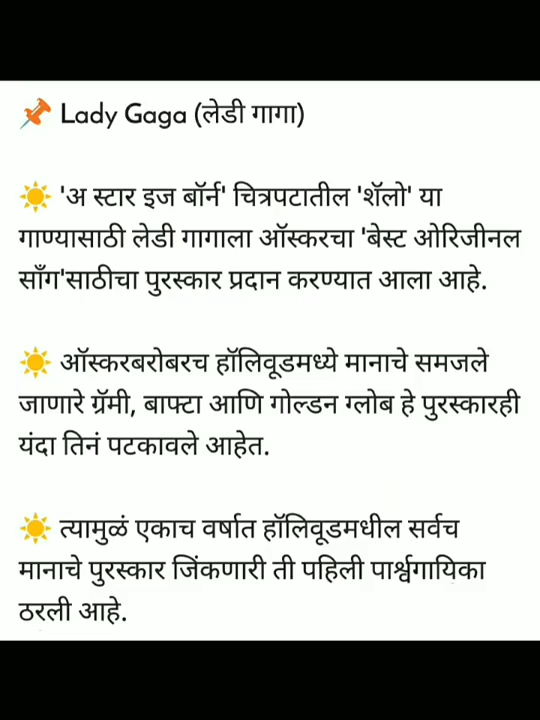 📌 Lady Gaga (लेडी गागा)
☀️ 'अ स्टार इज बॉर्न' चित्रपटातील 'शॅलो' या
गाण्यासाठी लेडी गागाला ऑस्करचा 'बेस्ट ओरिजीनल
साँग'साठीचा पुरस्कार प्रदान करण्यात आला आहे.
☀️ ऑस्करबरोबरच हॉलिवूडमध्ये मानाचे समजले
जाणारे ग्रॅमी, बाफ्टा आणि गोल्डन ग्लोब हे पुरस्कारही
यंदा तिनं पटकावले आहेत.
☀️ त्यामुळं एकाच वर्षात हॉलिवूडमधील सर्वच
मानाचे पुरस्कार जिंकणारी ती पहिली पार्श्वगायिका
ठरली आहे.